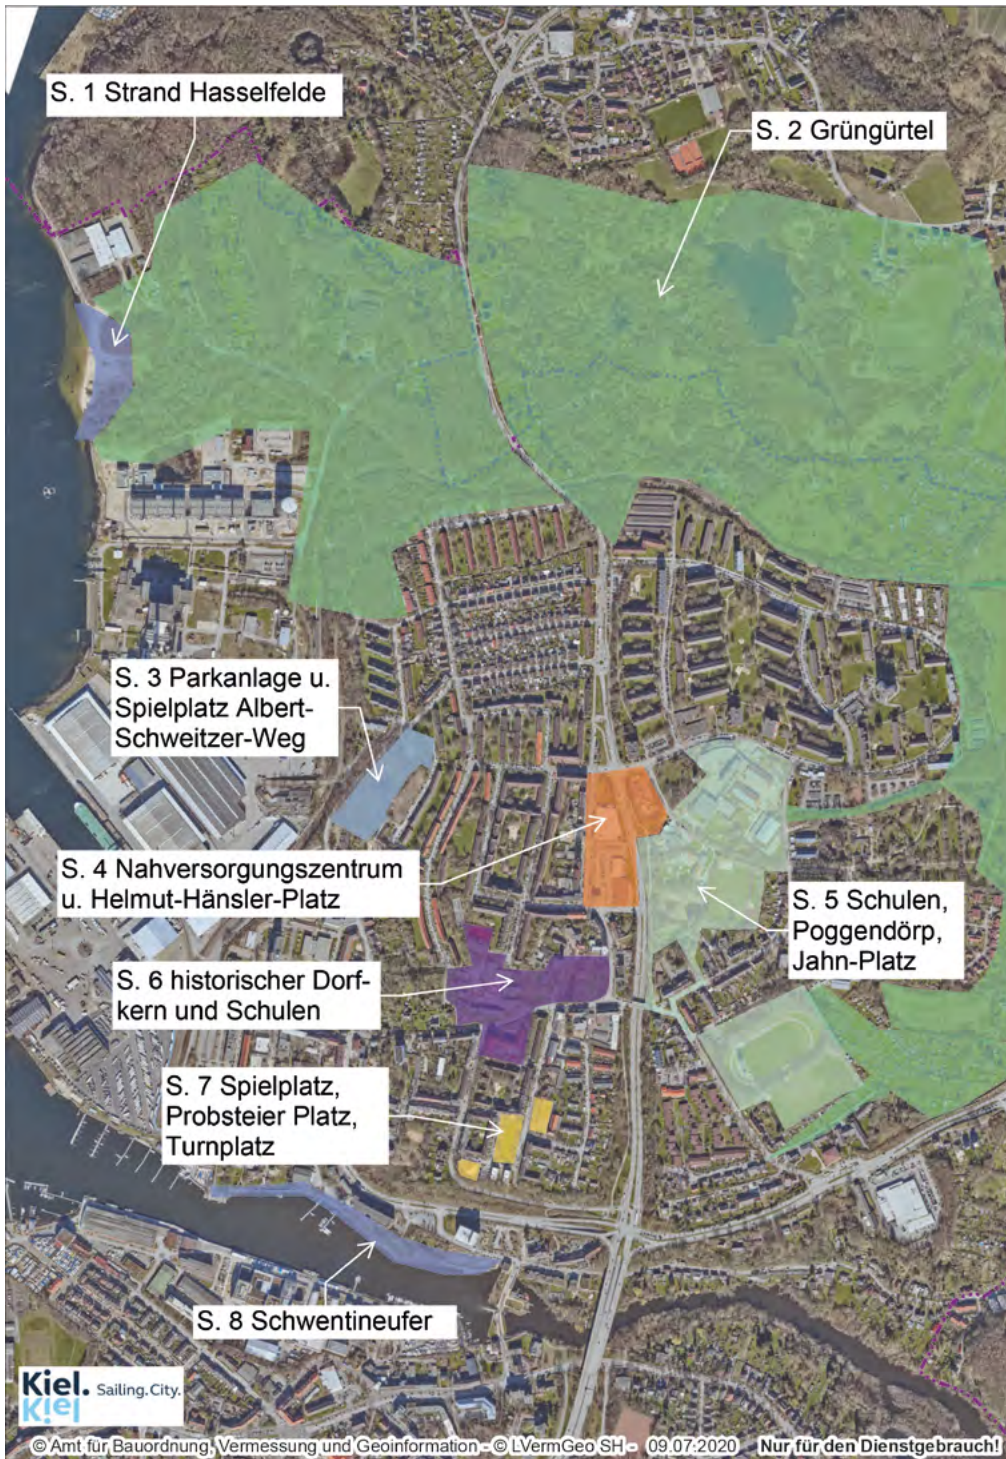 S. 1 Strand Hasselfelde
S. 2 Grüngürtel
S. 3 Parkanlage u.
Spielplatz Albert-
Schweitzer-Weg
S. 4 Nahversorgungszentrum
u. Helmut-Hänsler-Platz
S. 5 Schulen,
Poggendörp,
Jahn-Platz
S. 6 historischer Dorf-
kern und Schulen
S. 7 Spielplatz,
Probsteier Platz,
Turnplatz
S. 8 Schwentineufer
Kiel. Sailing.City.
Kiel
© Amt für Bauordnung, Vermessung und Geoinformation - © LVermGeo SH - 09.07.2020 Nur für den Dienstgebrauch!